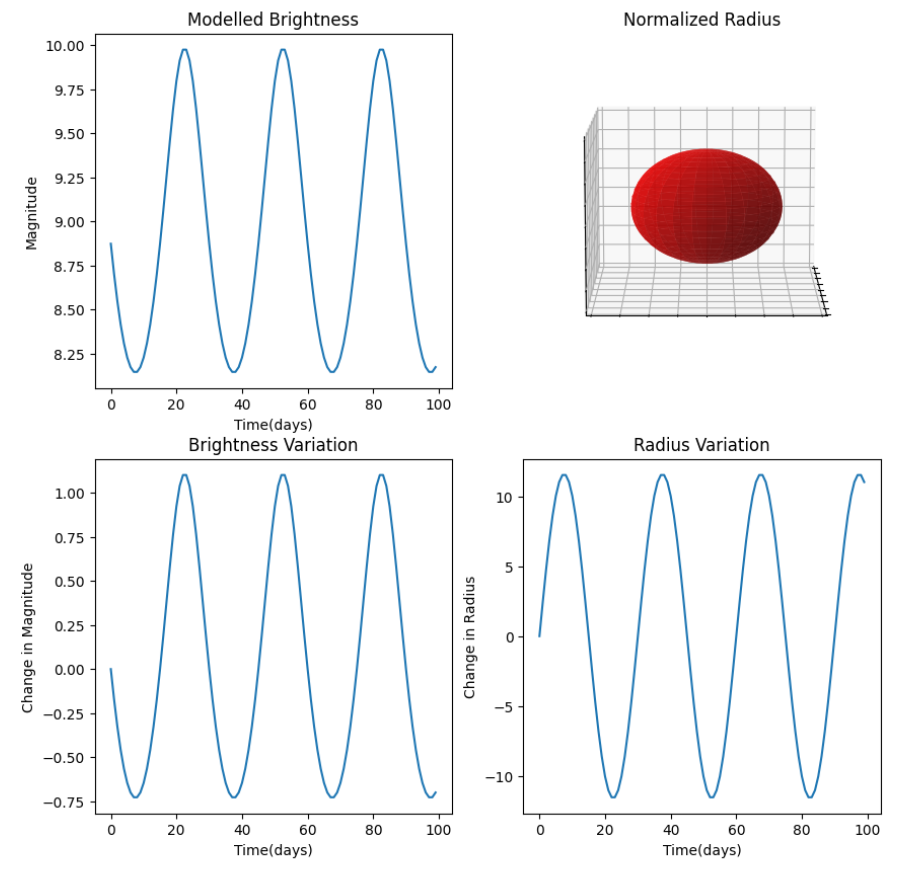 Modelled Brightness
Normalized Radius
10.00
9.75
9.50
9.25
9.00
8.75
8.50
8.25
Magnitude
0 20 40 60 80 100
Time(days)
Brightness Variation
Radius Variation
1.00
0.75
0.50
0.25
0.00
−0.25
−0.50
−0.75
Change in Magnitude
0 20 40 60 80 100
Time(days)
10
5
0
−5
−10
Change in Radius
0 20 40 60 80 100
Time(days)